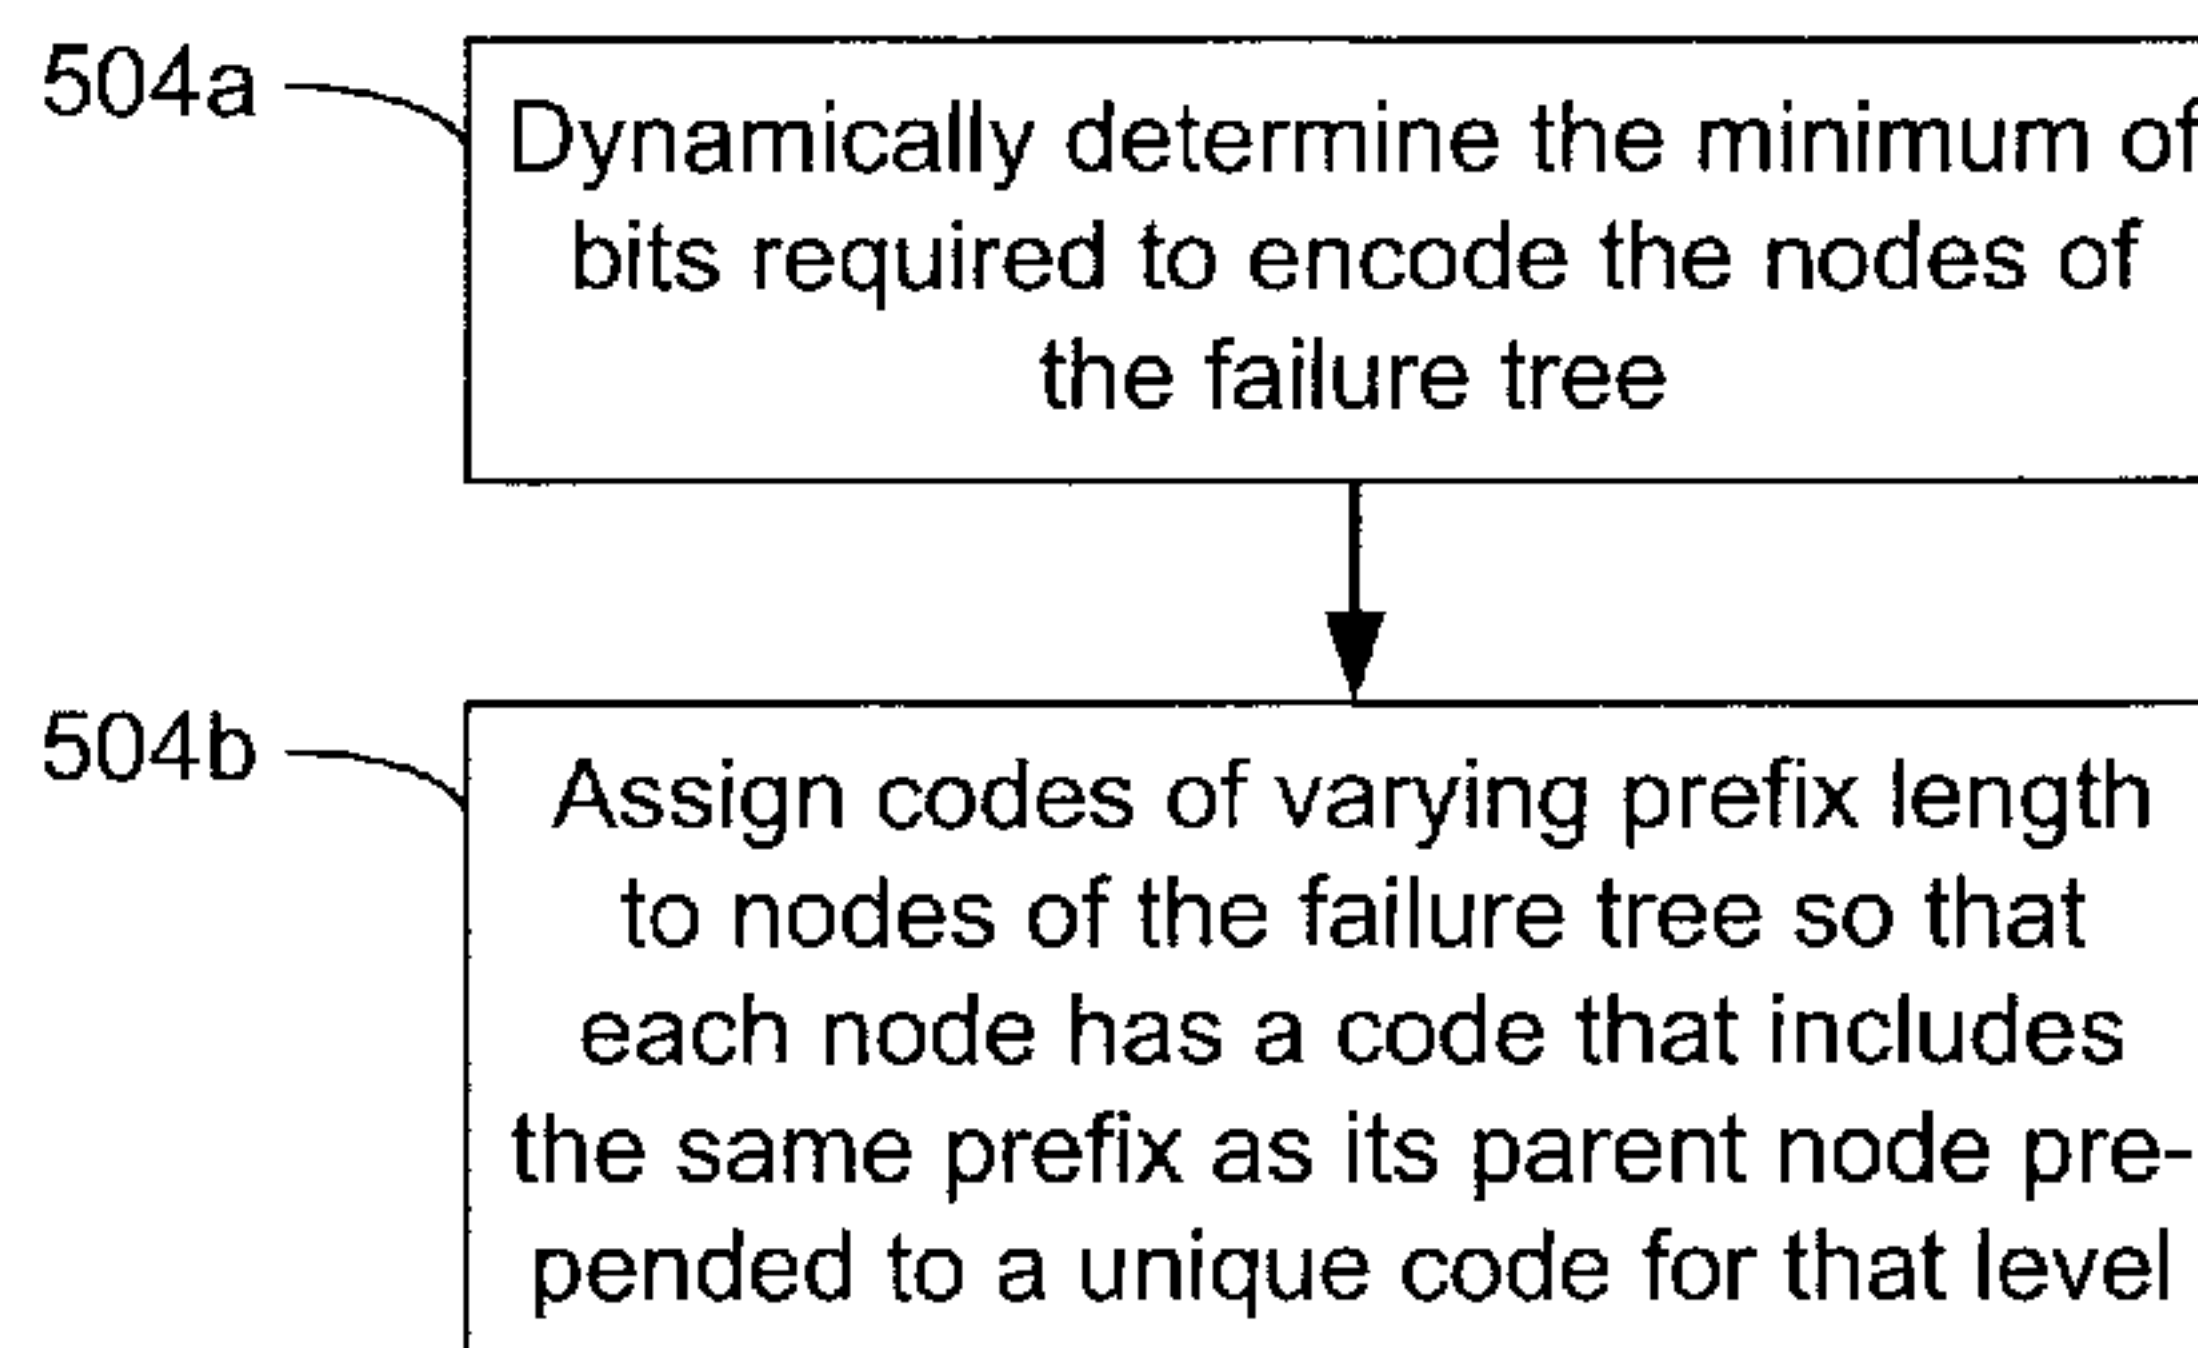 504a
Dynamically determine the minimum of
bits required to encode the nodes of
the failure tree
504b
Assign codes of varying prefix length
to nodes of the failure tree so that
each node has a code that includes
the same prefix as its parent node pre-
pended to a unique code for that level